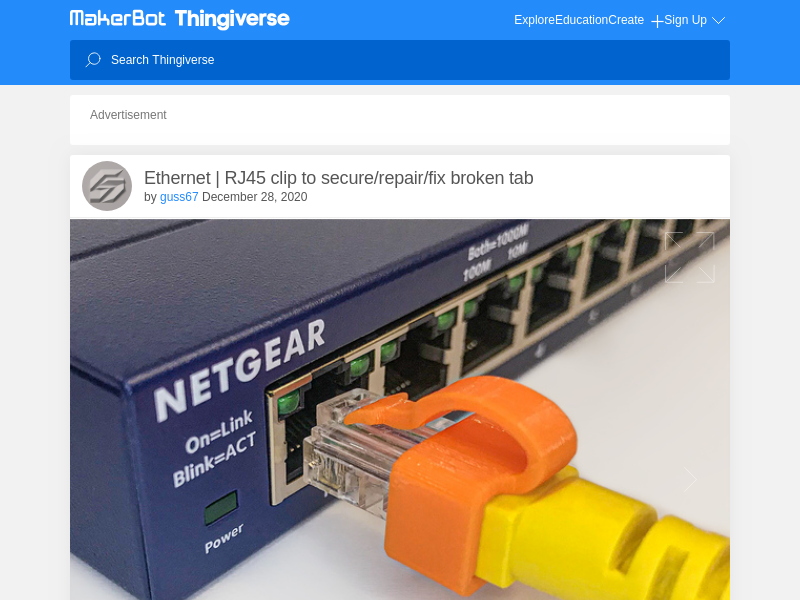 MakerBot Thingiverse
Explore Education Create Sign Up
Search Thingiverse
Advertisement
Ethernet | RJ45 clip to secure/repair/fix broken tab
by guss67 December 28, 2020
Both=1000M
100M 10M
NETGEAR
On=Link
Blink=ACT
Power